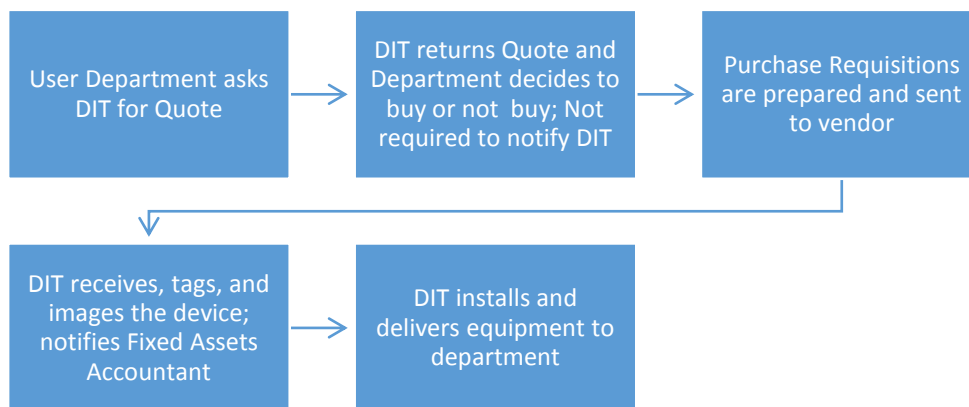 User Department asks
DIT for Quote
DIT returns Quote and
Department decides to
buy or not buy; Not
required to notify DIT
Purchase Requisitions
are prepared and sent
to vendor
DIT receives, tags, and
images the device;
notifies Fixed Assets
Accountant
DIT installs and
delivers equipment to
department